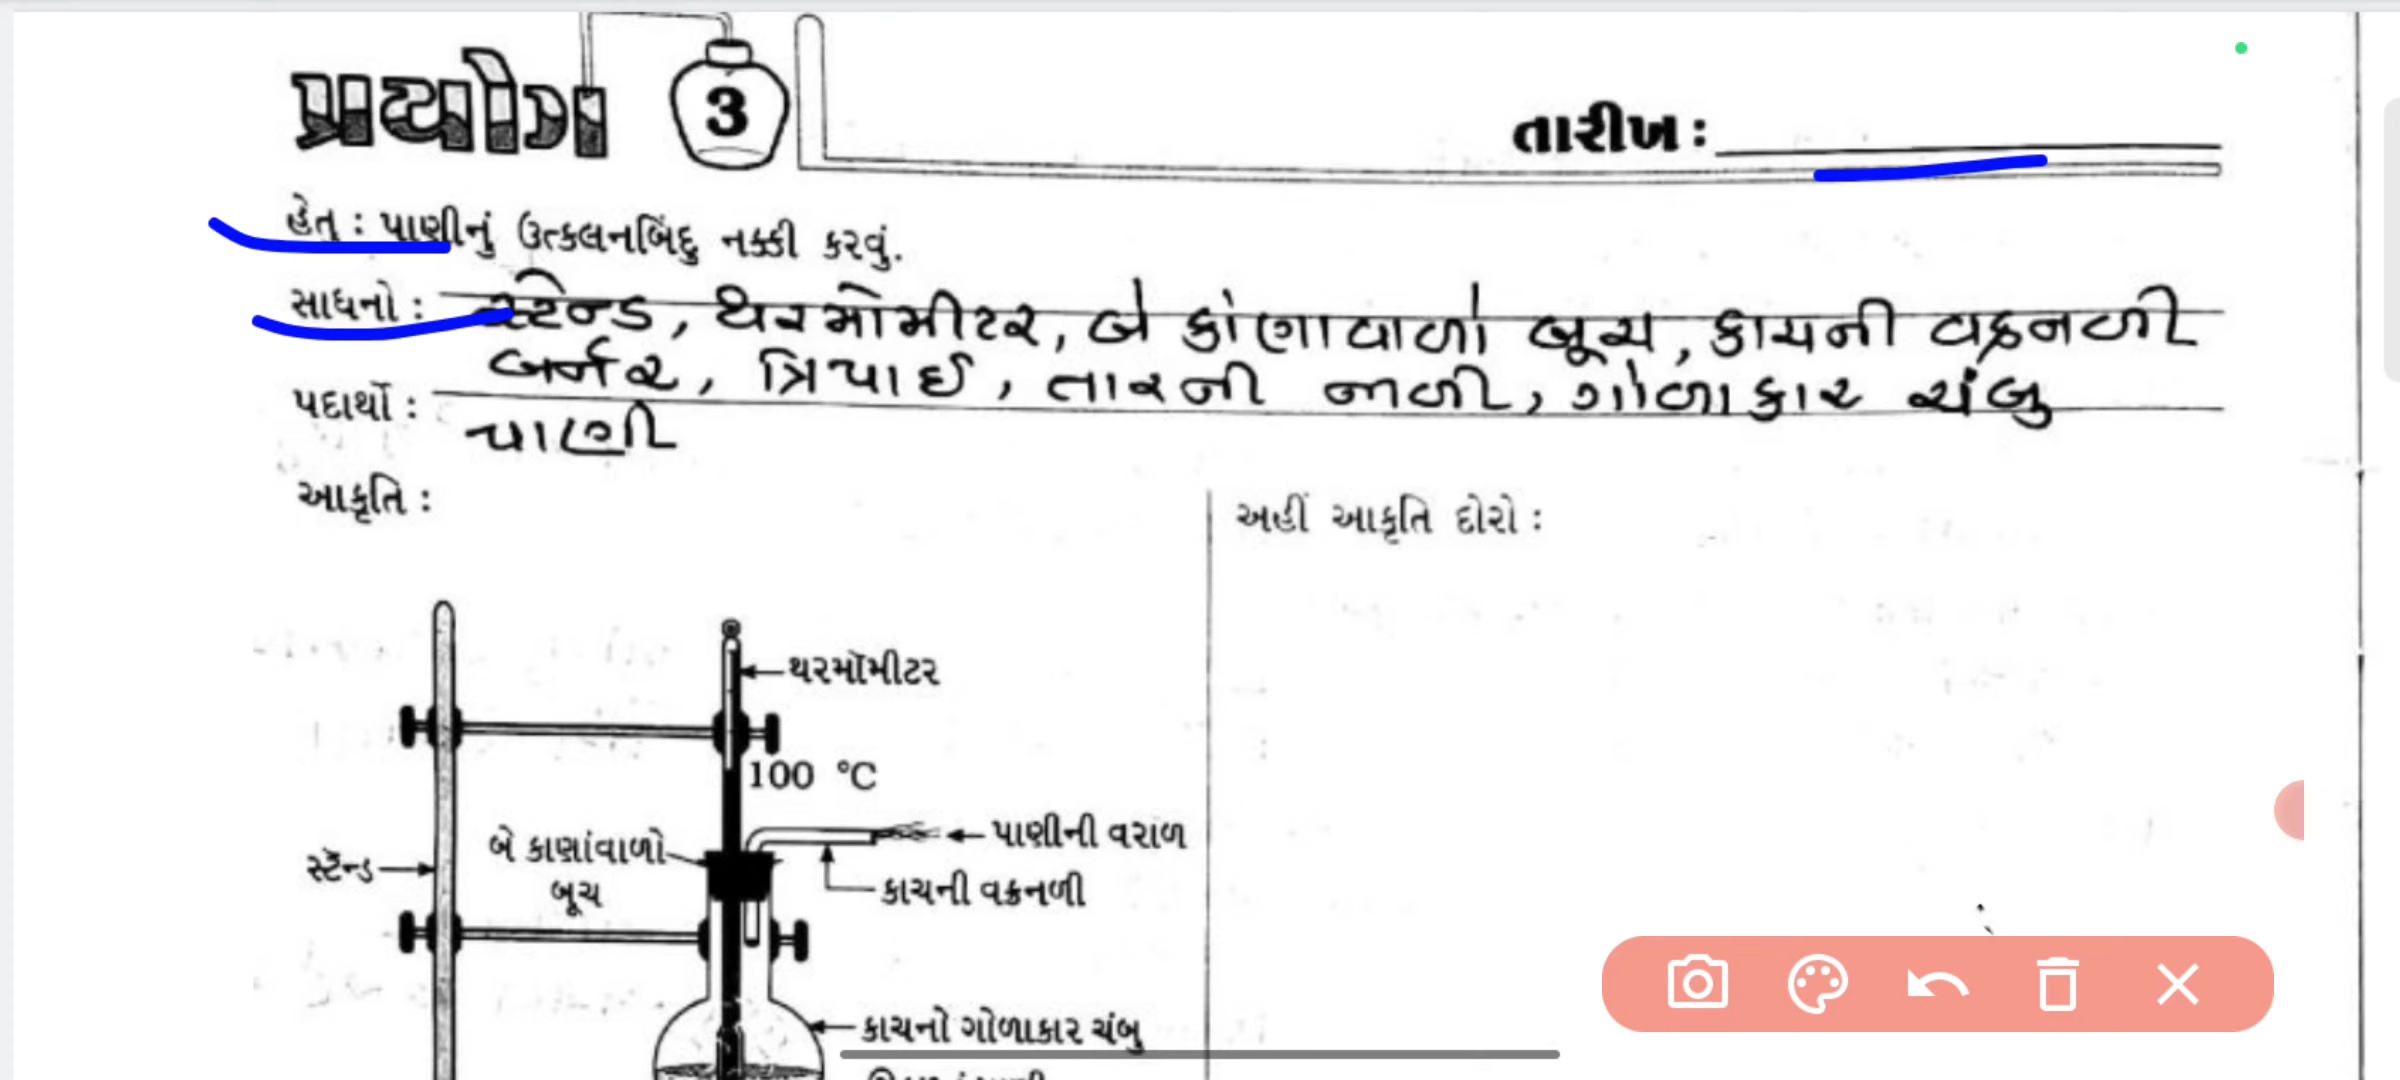 પ્રયોગ 3
તારીખ :
હેતુ : પાણીનું ઉત્કલનબિંદુ નક્કી કરવું.
સાધનો : સ્ટેન્ડ, થરમોમીટર, બે કાંણાવાળો બૂચ, કાચની વક્રનળી
બર્નર, ત્રિપાઈ, તારની જાળી, ગોળાકાર ચંબુ
પદાર્થો :
પાણી
આકૃતિ :
અહીં આકૃતિ દોરો :
થરમૉમીટર
100 °C
પાણીની વરાળ
બે કાણાંવાળો
બૂચ
સ્ટૅન્ડ
કાચની વક્રનળી
કાચનો ગોળાકાર ચંબુ